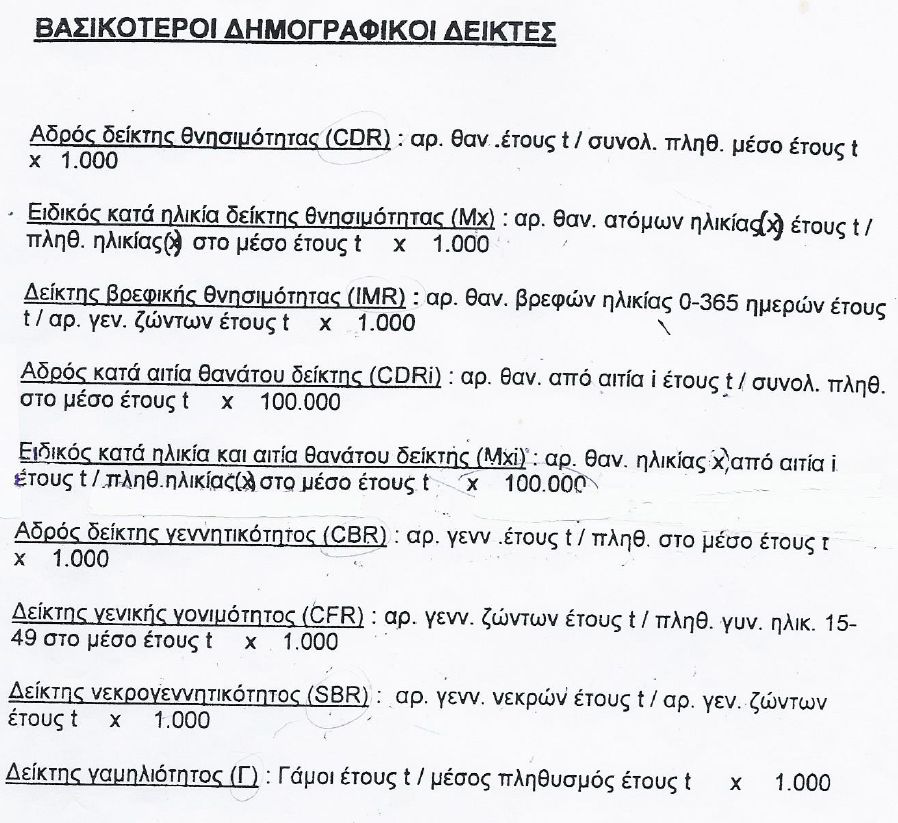 ΒΑΣΙΚΟΤΕΡΟΙ ΔΗΜΟΓΡΑΦΙΚΟΙ ΔΕΙΚΤΕΣ
Αδρός δείκτης θνησιμότητας (CDR) : αρ. θαν .έτους t / συνολ. πληθ. μέσο έτους t
x 1.000
Ειδικός κατά ηλικία δείκτης θνησιμότητας (Mx) : αρ. θαν. ατόμων ηλικίας(x) έτους t /
πληθ. ηλικίας(x) στο μέσο έτους t x 1.000
Δείκτης βρεφικής θνησιμότητας (IMR) : αρ. θαν. βρεφών ηλικίας 0-365 ημερών έτους
t / αρ. γεν. ζώντων έτους t x 1.000
Αδρός κατά αιτία θανάτου δείκτης (CDRi) : αρ. θαν. από αιτία i έτους t / συνολ. πληθ.
στο μέσο έτους t x 100.000
Ειδικός κατά ηλικία και αιτία θανάτου δείκτης (Mxi) : αρ. θαν. ηλικίας x) από αιτία i
έτους t / πληθ.ηλικίας(x) στο μέσο έτους t x 100.000
Αδρός δείκτης γεννητικότητος (CBR) : αρ. γενν .έτους t / πληθ. στο μέσο έτους t
x 1.000
Δείκτης γενικής γονιμότητος (CFR) : αρ. γενν. ζώντων έτους t / πληθ. γυν. ηλικ. 15-
49 στο μέσο έτους t x 1.000
Δείκτης νεκρογεννητικότητος (SBR) : αρ. γενν. νεκρών έτους t / αρ. γεν. ζώντων
έτους t x 1.000
Δείκτης γαμηλιότητος (Γ) : Γάμοι έτους t / μέσος πληθυσμός έτους t x 1.000